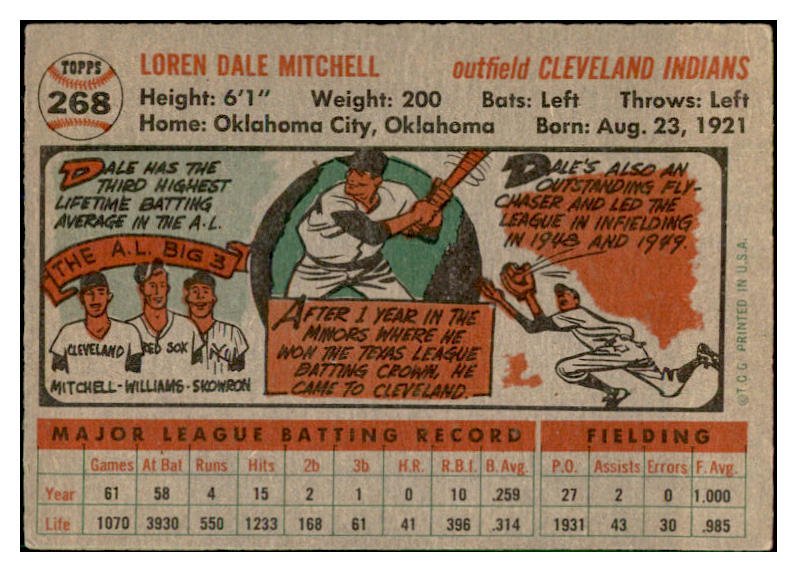 TOPPS
268
LOREN DALE MITCHELL outfield CLEVELAND INDIANS
Height: 6'1" Weight: 200 Bats: Left Throws: Left
Home: Oklahoma City, Oklahoma Born: Aug. 23, 1921
DALE HAS THE
THIRD HIGHEST
LIFETIME BATTING
AVERAGE IN THE A.L.
THE A.L. BIG 3
CLEVELAND RED SOX NY
MITCHELL-WILLIAMS-SKOWRON
AFTER 1 YEAR IN THE
MINORS WHERE HE
WON THE TEXAS LEAGUE
BATTING CROWN, HE
CAME TO CLEVELAND.
DALE'S ALSO AN
OUTSTANDING FLY-
CHASER AND LED THE
LEAGUE IN INFIELDING
IN 1948 AND 1949.
©T.C.G. PRINTED IN U.S.A.
MAJOR LEAGUE BATTING RECORD FIELDING
Games At Bat Runs Hits 2b 3b H.R. R.B.I. B. Avg. P.O. Assists Errors F. Avg.
Year 61 58 4 15 2 1 0 10 .259 27 2 0 1.000
Life 1070 3930 550 1233 168 61 41 396 .314 1931 43 30 .985